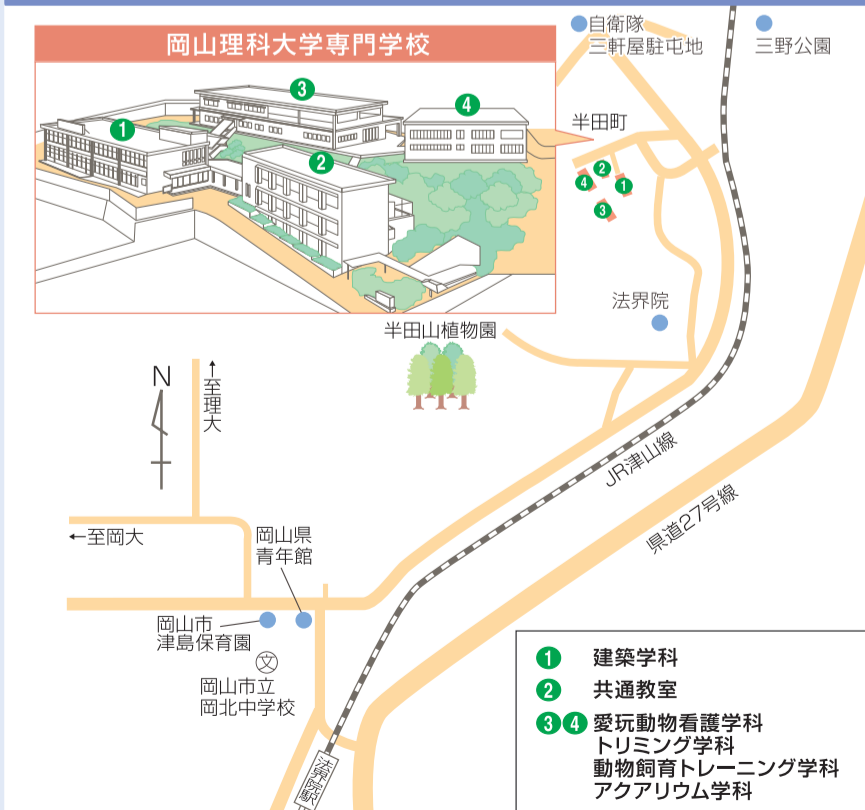 岡山理科大学専門学校
1
2
3
4
自衛隊
三軒屋駐屯地
三野公園
半田町
2
4
1
3
法界院
半田山植物園
N
↑至理大
←至岡大
JR津山線
県道27号線
岡山県
青年館
岡山市
津島保育園
文
岡山市立
岡北中学校
法界院駅
1 建築学科
2 共通教室
3 4 愛玩動物看護学科
トリミング学科
動物飼育トレーニング学科
アクアリウム学科